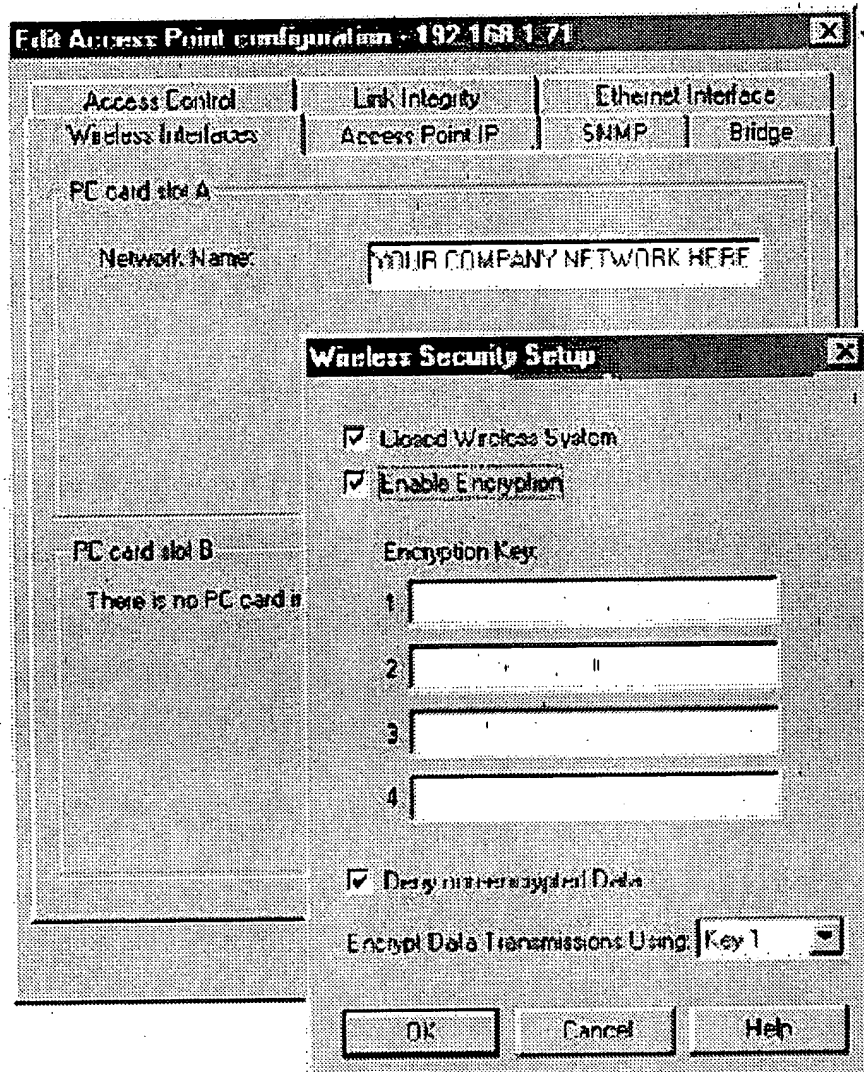 Edit Access Point configuration - 192.168.1.71
Access Control
Link Integrity
Ethernet Interface
Wireless Interfaces
Access Point IP
SNMP
Bridge
PC card slot A
Network Name:
YOUR COMPANY NETWORK HERE
Wireless Security Setup
Closed Wireless System
Enable Encryption
PC card slot B
There is no PC card i
Encryption Key:
1
2
3
4
Deny non-encrypted Data
Encrypt Data Transmissions Using: Key 1
OK
Cancel
Help